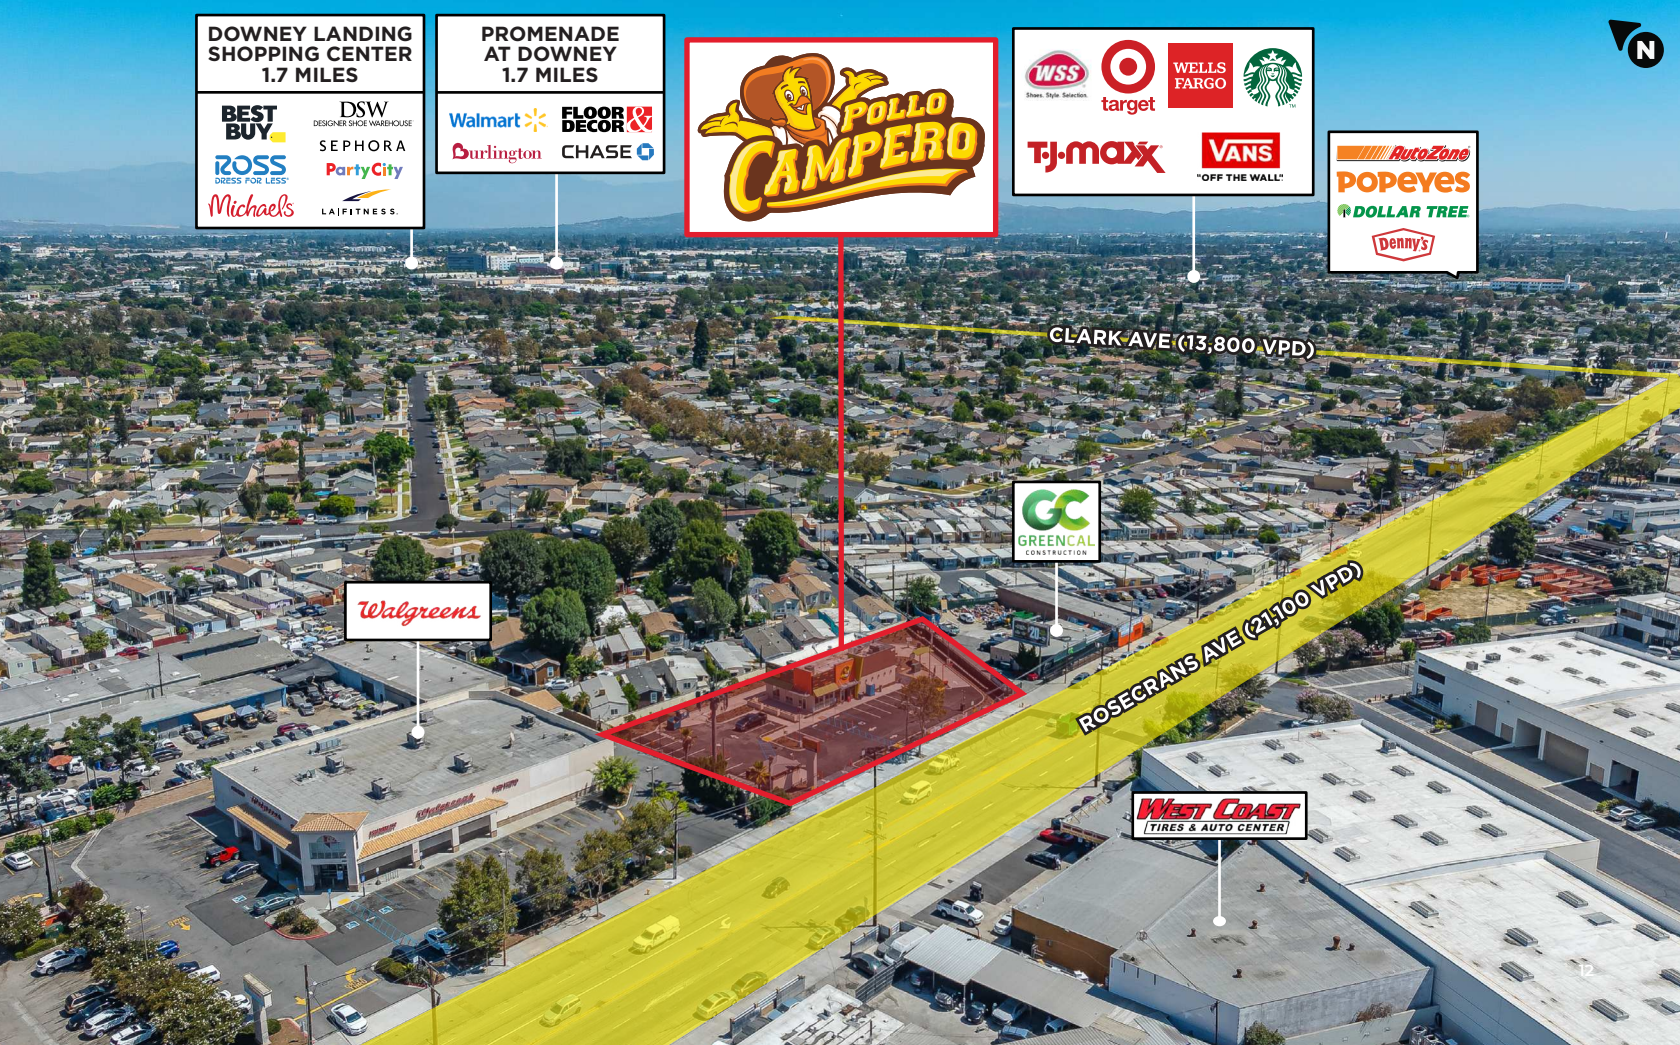 DOWNEY LANDING
SHOPPING CENTER
1.7 MILES
BEST
BUY
DSW
DESIGNER SHOE WAREHOUSE
SEPHORA
ROSS
DRESS FOR LESS
PartyCity
Michaels
LA|FITNESS.
PROMENADE
AT DOWNEY
1.7 MILES
Walmart
FLOOR &
DECOR
Burlington
CHASE
POLLO
CAMPERO
WSS
Shoes. Style. Selection.
target
WELLS
FARGO
T·J·maxx
VANS
"OFF THE WALL"
AutoZone
POPEYES
DOLLAR TREE
Denny's
N
CLARK AVE (13,800 VPD)
GC
GREENCAL
CONSTRUCTION
Walgreens
ROSECRANS AVE (21,100 VPD)
WEST COAST
TIRES & AUTO CENTER
Walgreens
12